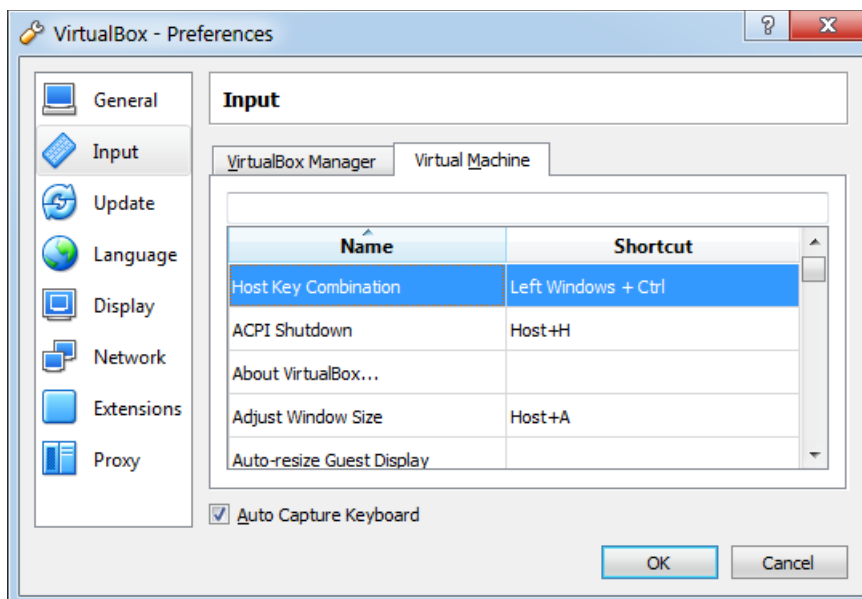 VirtualBox - Preferences
General
Input
Update
Language
Display
Network
Extensions
Proxy
Input
VirtualBox Manager Virtual Machine
Name Shortcut
Host Key Combination Left Windows + Ctrl
ACPI Shutdown Host+H
About VirtualBox...
Adjust Window Size Host+A
Auto-resize Guest Display
Auto Capture Keyboard
OK Cancel